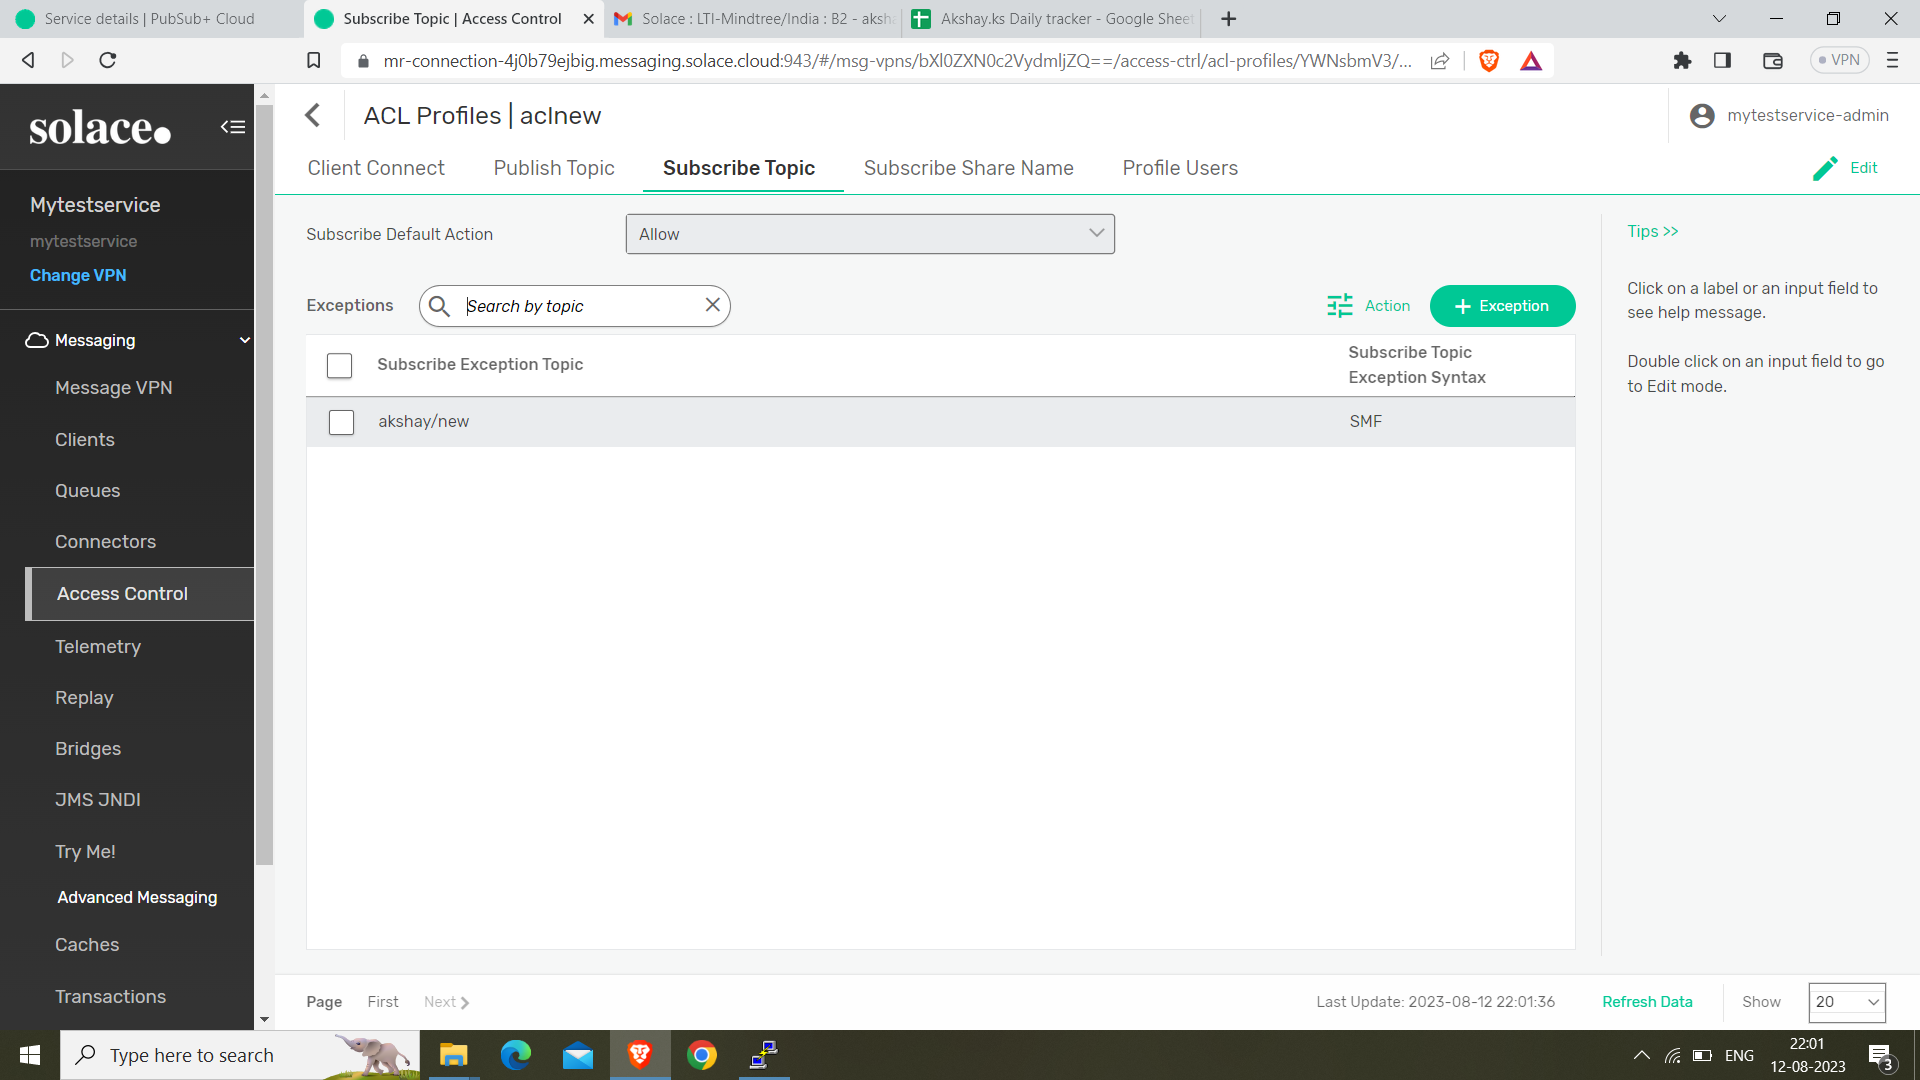 Service details | PubSub+ Cloud
Subscribe Topic | Access Control
Solace : LTI-Mindtree/India : B2 - aksha
Akshay.ks Daily tracker - Google Sheet
mr-connection-4j0b79ejbig.messaging.solace.cloud:943/#/msg-vpns/bXl0ZXN0c2VydmljZQ==/access-ctrl/acl-profiles/YWNsbmV3/...
VPN
solace.
ACL Profiles | aclnew
mytestservice-admin
Client Connect
Publish Topic
Subscribe Topic
Subscribe Share Name
Profile Users
Edit
Mytestservice
mytestservice
Change VPN
Messaging
Message VPN
Clients
Queues
Connectors
Access Control
Telemetry
Replay
Bridges
JMS JNDI
Try Me!
Advanced Messaging
Caches
Transactions
Subscribe Default Action
Allow
Exceptions
Search by topic
Action
+ Exception
Subscribe Exception Topic
Subscribe Topic
Exception Syntax
akshay/new
SMF
Tips >>
Click on a label or an input field to
see help message.
Double click on an input field to go
to Edit mode.
Page
First
Next
Last Update: 2023-08-12 22:01:36
Refresh Data
Show
20
Type here to search
ENG
22:01
12-08-2023
3